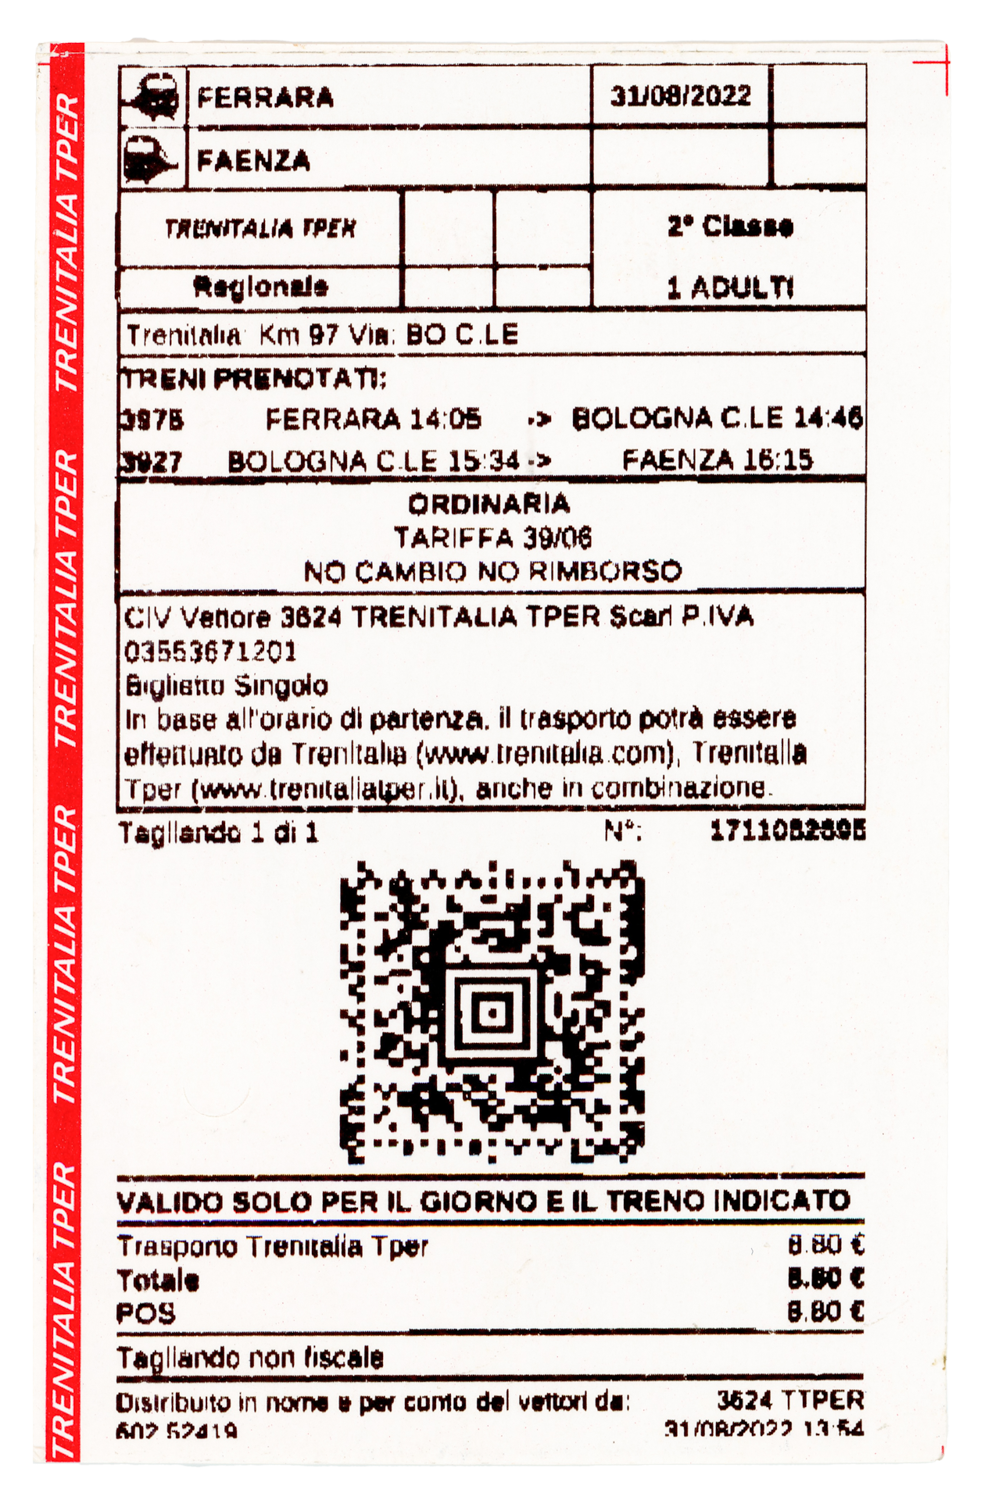 FERRARA 31/08/2022
FAENZA
TRENITALIA TPER 2° Classe
Regionale 1 ADULTI
Trenitalia: Km 97 Via: BO C.LE
TRENI PRENOTATI:
FERRARA 14:05 -> BOLOGNA C.LE 14:46
3927 BOLOGNA C.LE 15:34 -> FAENZA 16:15
ORDINARIA
TARIFFA 39/06
NO CAMBIO NO RIMBORSO
CIV Vettore 3624 TRENITALIA TPER Scarl P.IVA
03553671201
Biglietto Singolo
In base all'orario di partenza, il trasporto potrà essere
effettuato da Trenitalia (www.trenitalia.com), Trenitalia
Tper (www.trenitaliatper.it), anche in combinazione.
Tagliando 1 di 1 N°:
VALIDO SOLO PER IL GIORNO E IL TRENO INDICATO
Trasporto Trenitalia Tper 8.80 €
Totale 8.80 €
POS 8.80 €
Tagliando non fiscale
Distribuito in nome e per conto dei vettori da: 3624 TTPER
602 52419 31/08/2022 13:54
TRENITALIA TPER TRENITALIA TPER TRENITALIA TPER TRENITALIA TPER